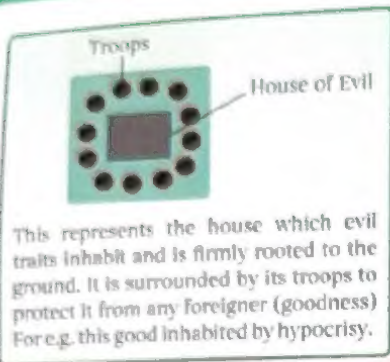 Troops
House of Evil
This represents the house which evil
traits inhabit and is firmly rooted to the
ground. It is surrounded by its troops to
protect it from any foreigner (goodness)
For e.g. this good inhabited by hypocrisy.